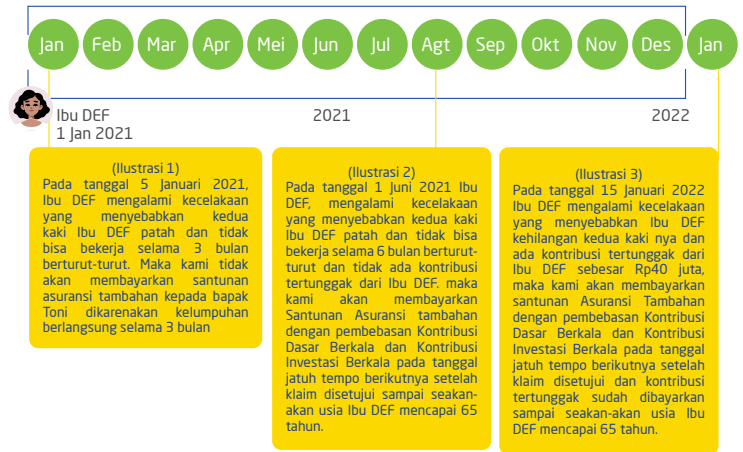 Jan Feb Mar Apr Mei Jun Jul Agt Sep Okt Nov Des Jan
Ibu DEF 2021 2022
1 Jan 2021
(Ilustrasi 1)
Pada tanggal 5 Januari 2021,
Ibu DEF mengalami kecelakaan
yang menyebabkan kedua
kaki Ibu DEF patah dan tidak
bisa bekerja selama 3 bulan
berturut-turut. Maka kami tidak
akan membayarkan santunan
asuransi tambahan kepada bapak
Toni dikarenakan kelumpuhan
berlangsung selama 3 bulan
(Ilustrasi 2)
Pada tanggal 1 Juni 2021 Ibu
DEF, mengalami kecelakaan
yang menyebabkan kedua kaki
Ibu DEF patah dan tidak bisa
bekerja selama 6 bulan berturut-
turut dan tidak ada kontribusi
tertunggak dari Ibu DEF. maka
kami akan membayarkan
Santunan Asuransi tambahan
dengan pembebasan Kontribusi
Dasar Berkala dan Kontribusi
Investasi Berkala pada tanggal
jatuh tempo berikutnya setelah
klaim disetujui sampai seakan-
akan usia Ibu DEF mencapai 65
tahun.
(Ilustrasi 3)
Pada tanggal 15 Januari 2022
Ibu DEF mengalami kecelakaan
yang menyebabkan Ibu DEF
kehilangan kedua kaki nya dan
ada kontribusi tertunggak dari
Ibu DEF sebesar Rp40 juta,
maka kami akan membayarkan
santunan Asuransi Tambahan
dengan pembebasan Kontribusi
Dasar Berkala dan Kontribusi
Investasi Berkala pada tanggal
jatuh tempo berikutnya setelah
klaim disetujui dan kontribusi
tertunggak sudah dibayarkan
sampai seakan-akan usia Ibu
DEF mencapai 65 tahun.